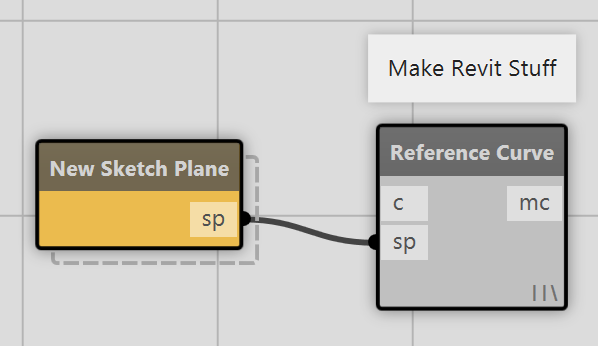 Make Revit Stuff
New Sketch Plane
sp
Reference Curve
c
mc
sp